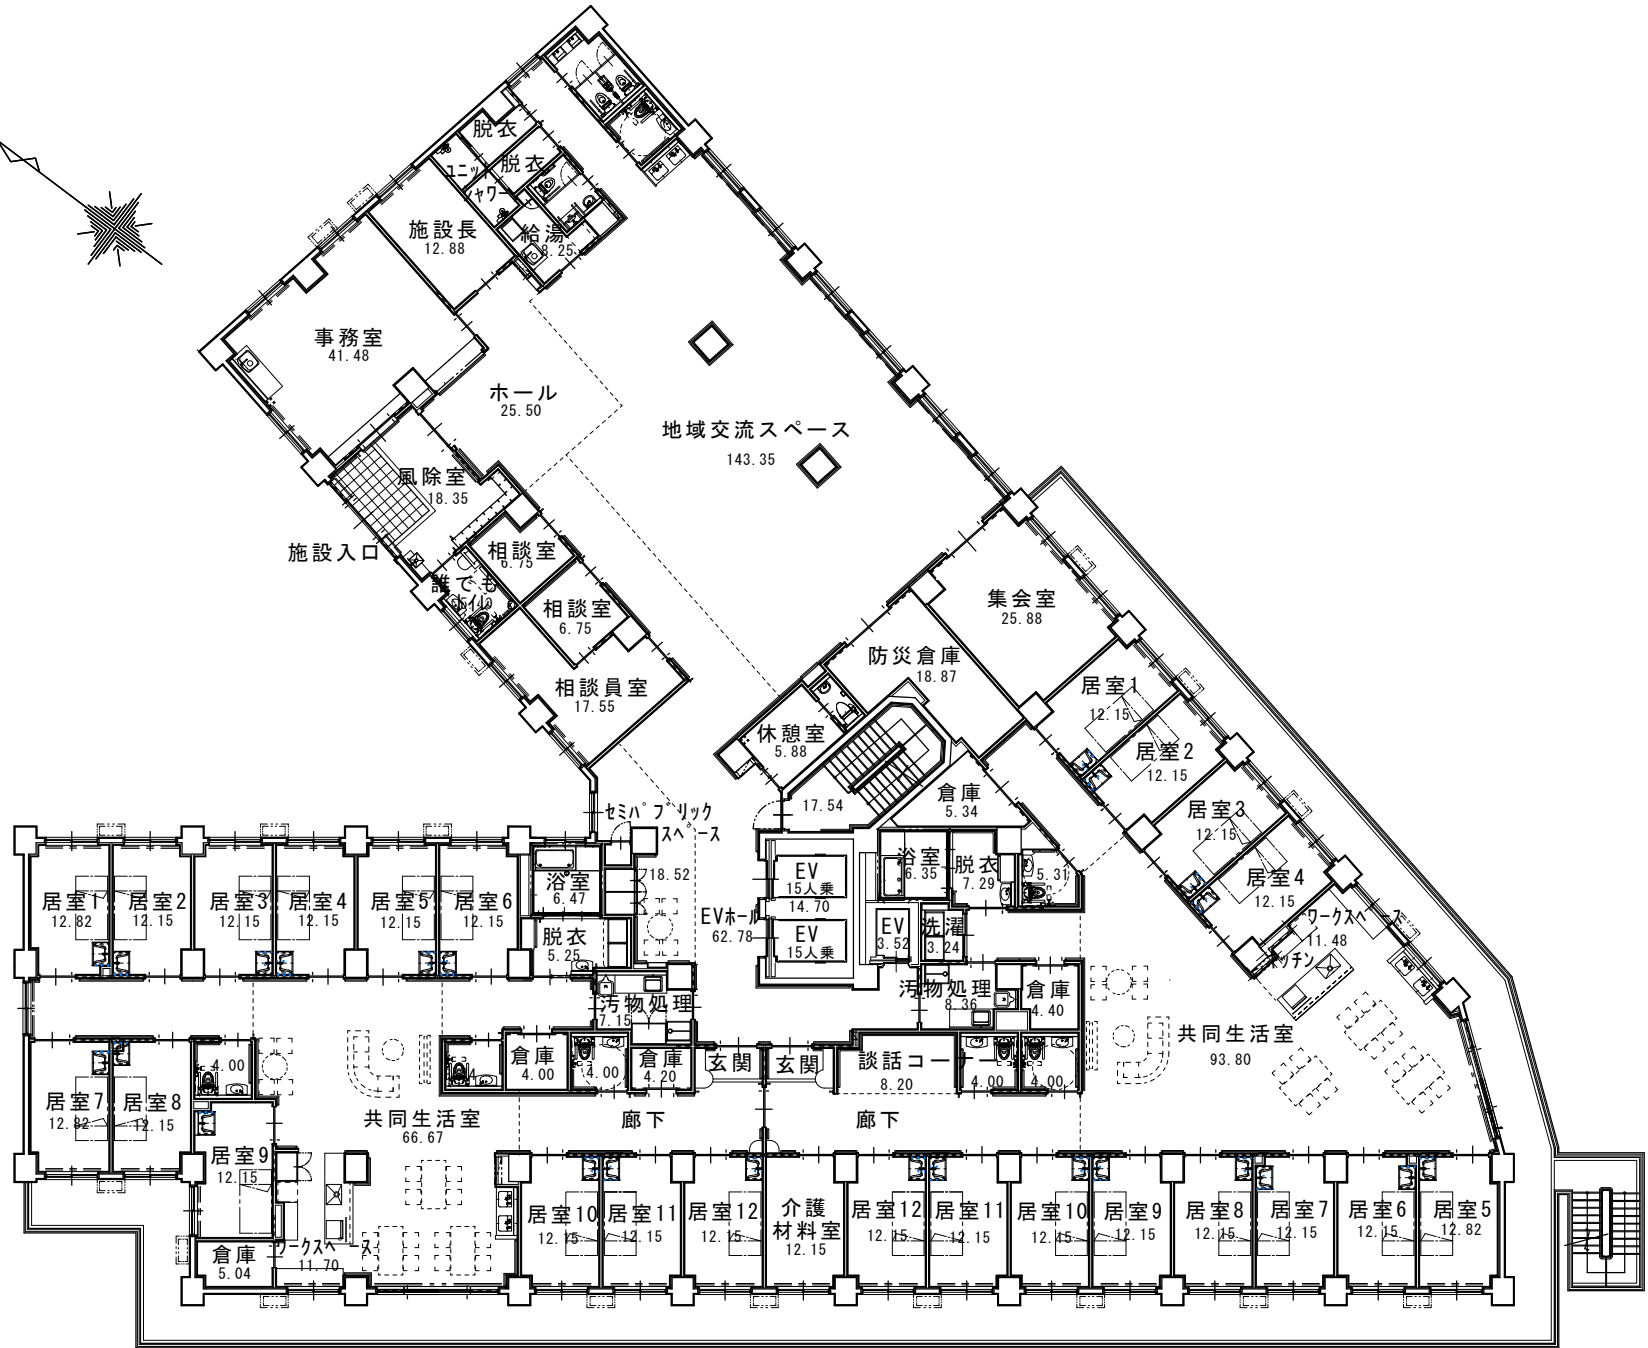 脱衣
脱衣
ユニット
シャワー
施設長
12.88
給湯
8.25
事務室
41.48
ホール
25.50
地域交流スペース
143.35
風除室
18.35
施設入口
相談室
6.75
誰でも
トイレ
相談室
6.75
相談員室
17.55
集会室
25.88
防災倉庫
18.87
休憩室
5.88
17.54
倉庫
5.34
居室1
12.15
居室2
12.15
居室3
12.15
居室4
12.15
ワークスペース
11.48
キッチン
セミパブリック
スペース
18.52
EVホール
62.78
EV
15人乗
14.70
EV
15人乗
EV
3.52
浴室
6.35
脱衣
7.29
5.31
洗濯
3.24
汚物処理
8.36
倉庫
4.40
共同生活室
93.80
居室1
12.82
居室2
12.15
居室3
12.15
居室4
12.15
居室5
12.15
居室6
12.15
浴室
6.47
脱衣
5.25
汚物処理
7.15
倉庫
4.00
4.00
倉庫
4.20
玄関
玄関
談話コーナー
8.20
4.00
4.00
4.00
居室7
12.82
居室8
12.15
居室9
12.15
共同生活室
66.67
廊下
廊下
倉庫
5.04
ワークスペース
11.70
居室10
12.15
居室11
12.15
居室12
12.15
介護
材料室
12.15
居室12
12.15
居室11
12.15
居室10
12.15
居室9
12.15
居室8
12.15
居室7
12.15
居室6
12.15
居室5
12.82